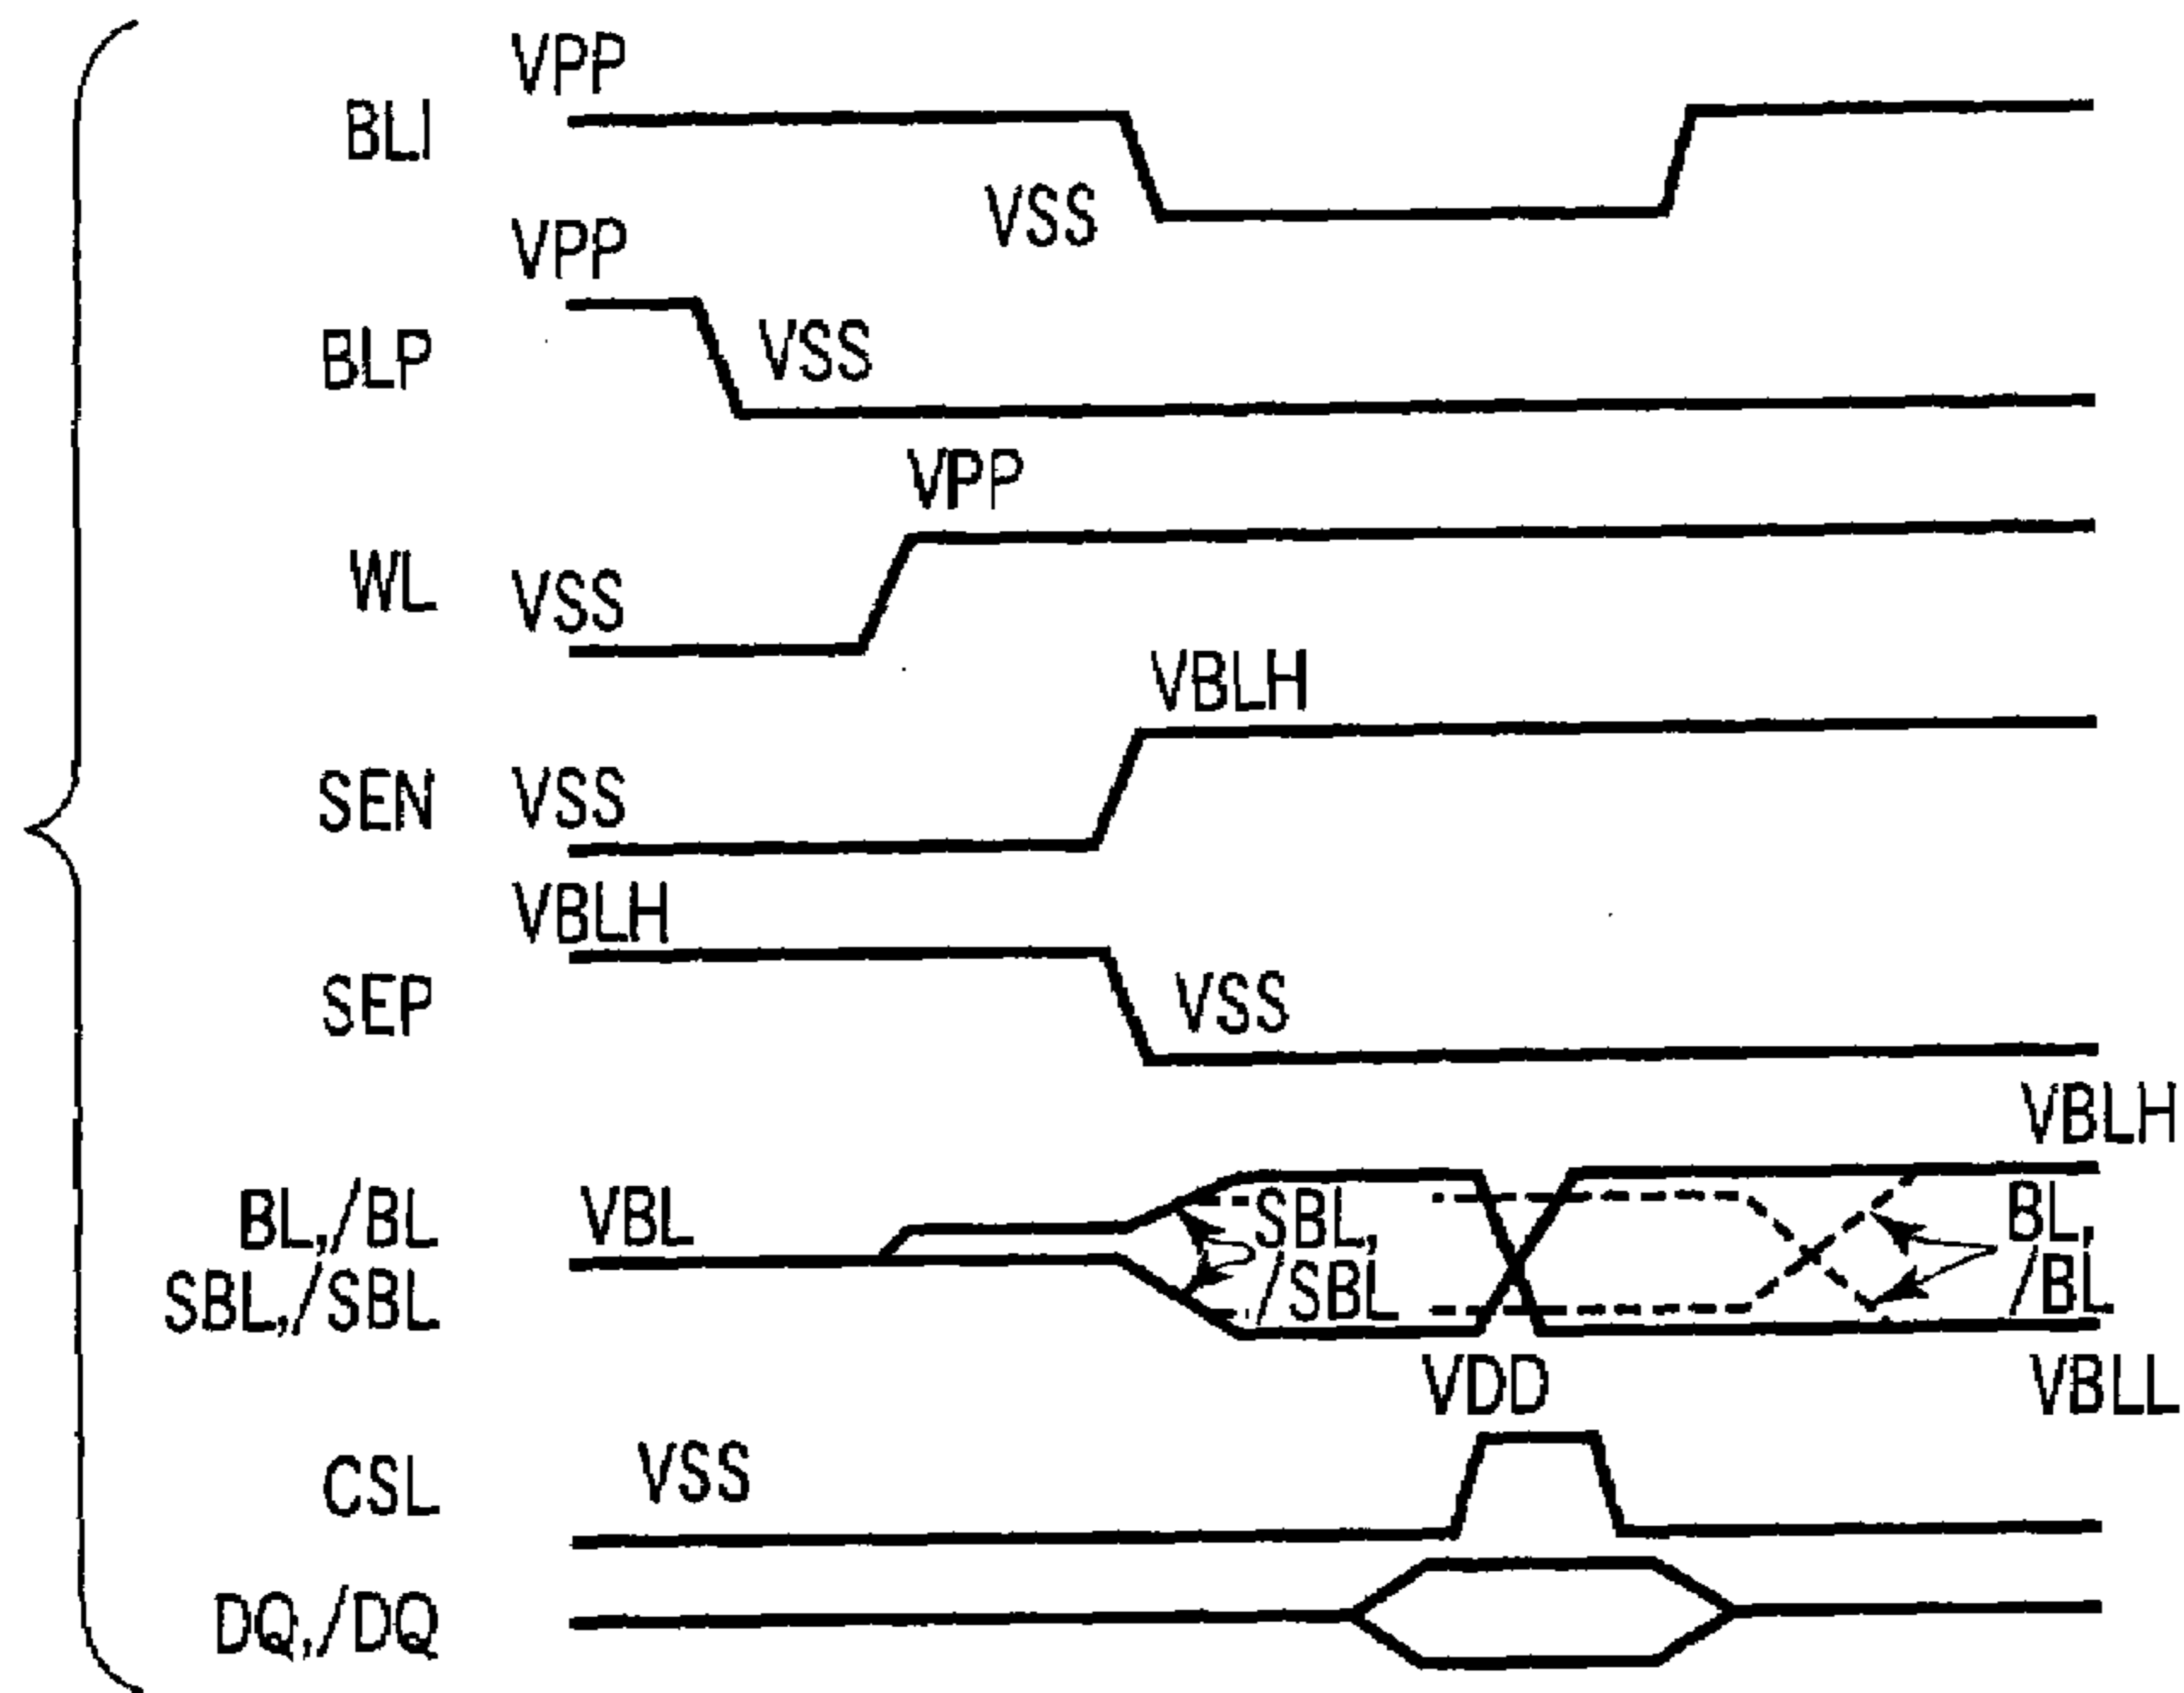 VPP
BLI
VSS
VPP
BLP
VSS
VPP
WL
VSS
VBLH
SEN
VSS
VBLH
SEP
VSS
VBLH
BL,/BL
VBL
SBL,
BL,
SBL,/SBL
/SBL
/BL
VDD
VBLL
CSL
VSS
DQ,/DQ